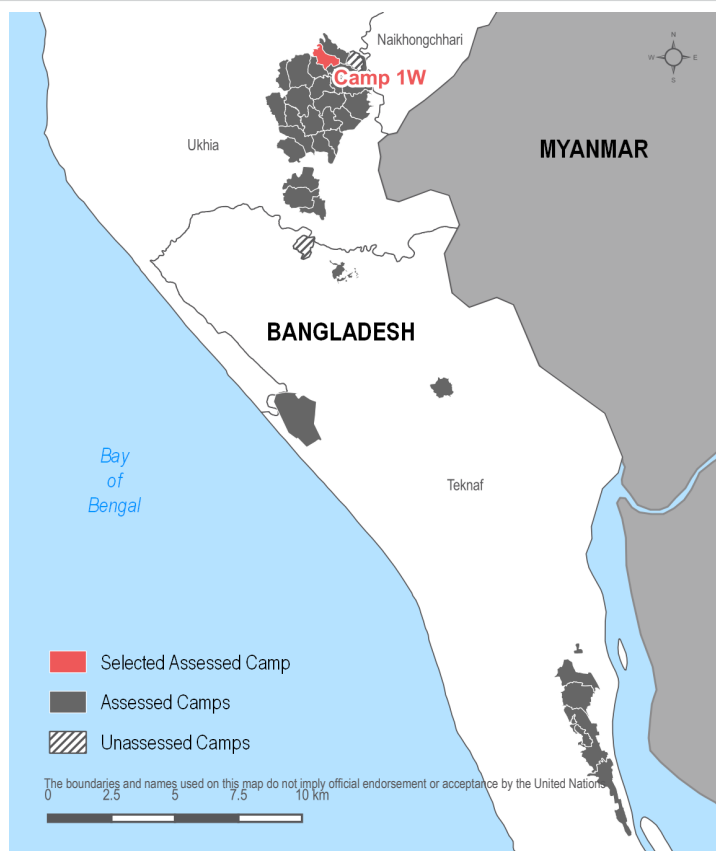 Naikhongchhari
N
W E
S
Camp 1W
Ukhia
MYANMAR
BANGLADESH
Bay
of
Bengal
Teknaf
Selected Assessed Camp
Assessed Camps
Unassessed Camps
The boundaries and names used on this map do not imply official endorsement or acceptance by the United Nations
0 2.5 5 7.5 10 km